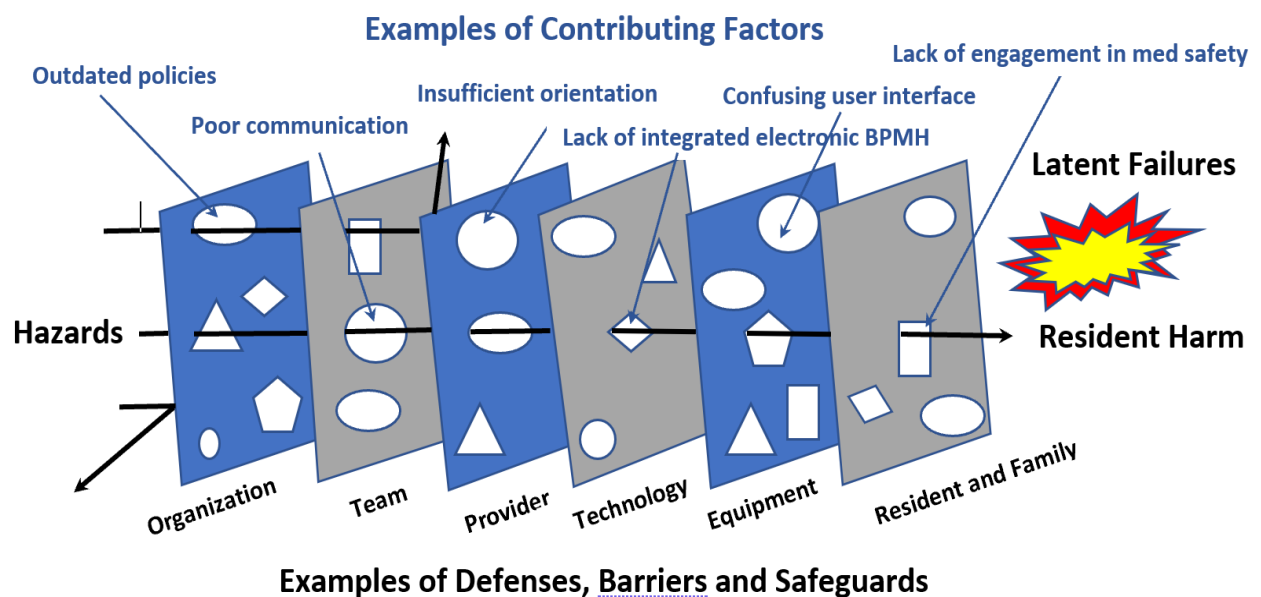 Examples of Contributing Factors
Lack of engagement in med safety
Outdated policies
Insufficient orientation
Confusing user interface
Poor communication
Lack of integrated electronic BPMH
Latent Failures
Hazards
Resident Harm
Organization
Team
Provider
Technology
Equipment
Resident and Family
Examples of Defenses, Barriers and Safeguards